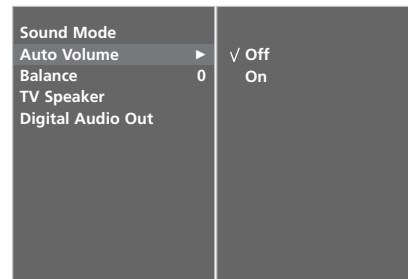 Sound Mode
Auto Volume ► √ Off
Balance 0 On
TV Speaker
Digital Audio Out